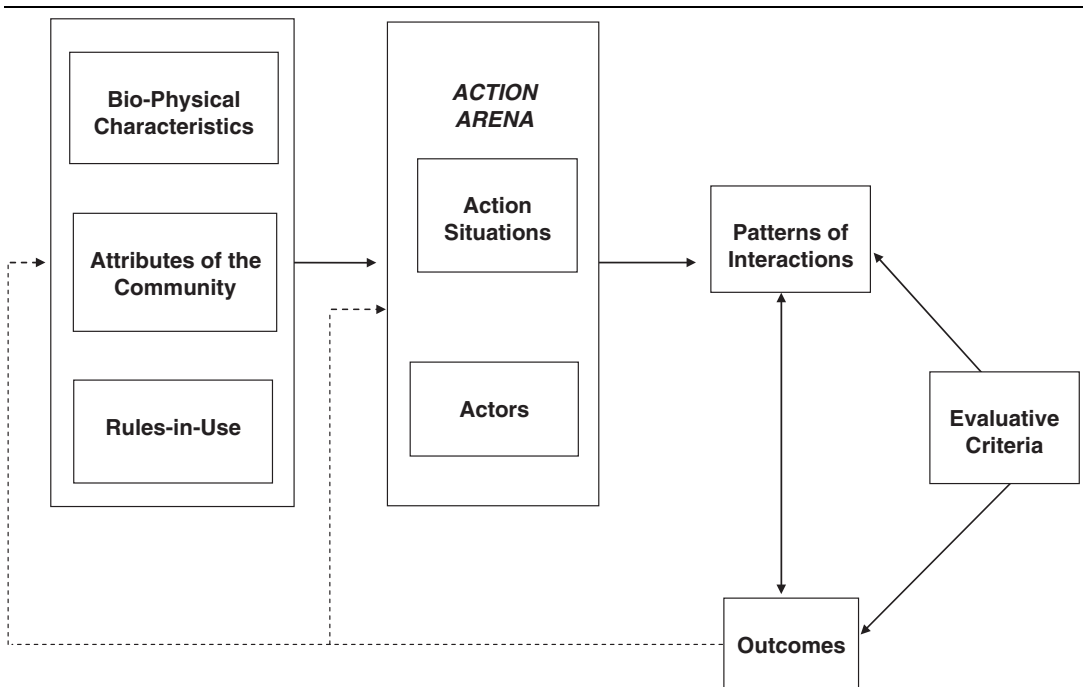 Bio-Physical
Characteristics
Attributes of the
Community
Rules-in-Use
ACTION
ARENA
Action
Situations
Actors
Patterns of
Interactions
Evaluative
Criteria
Outcomes